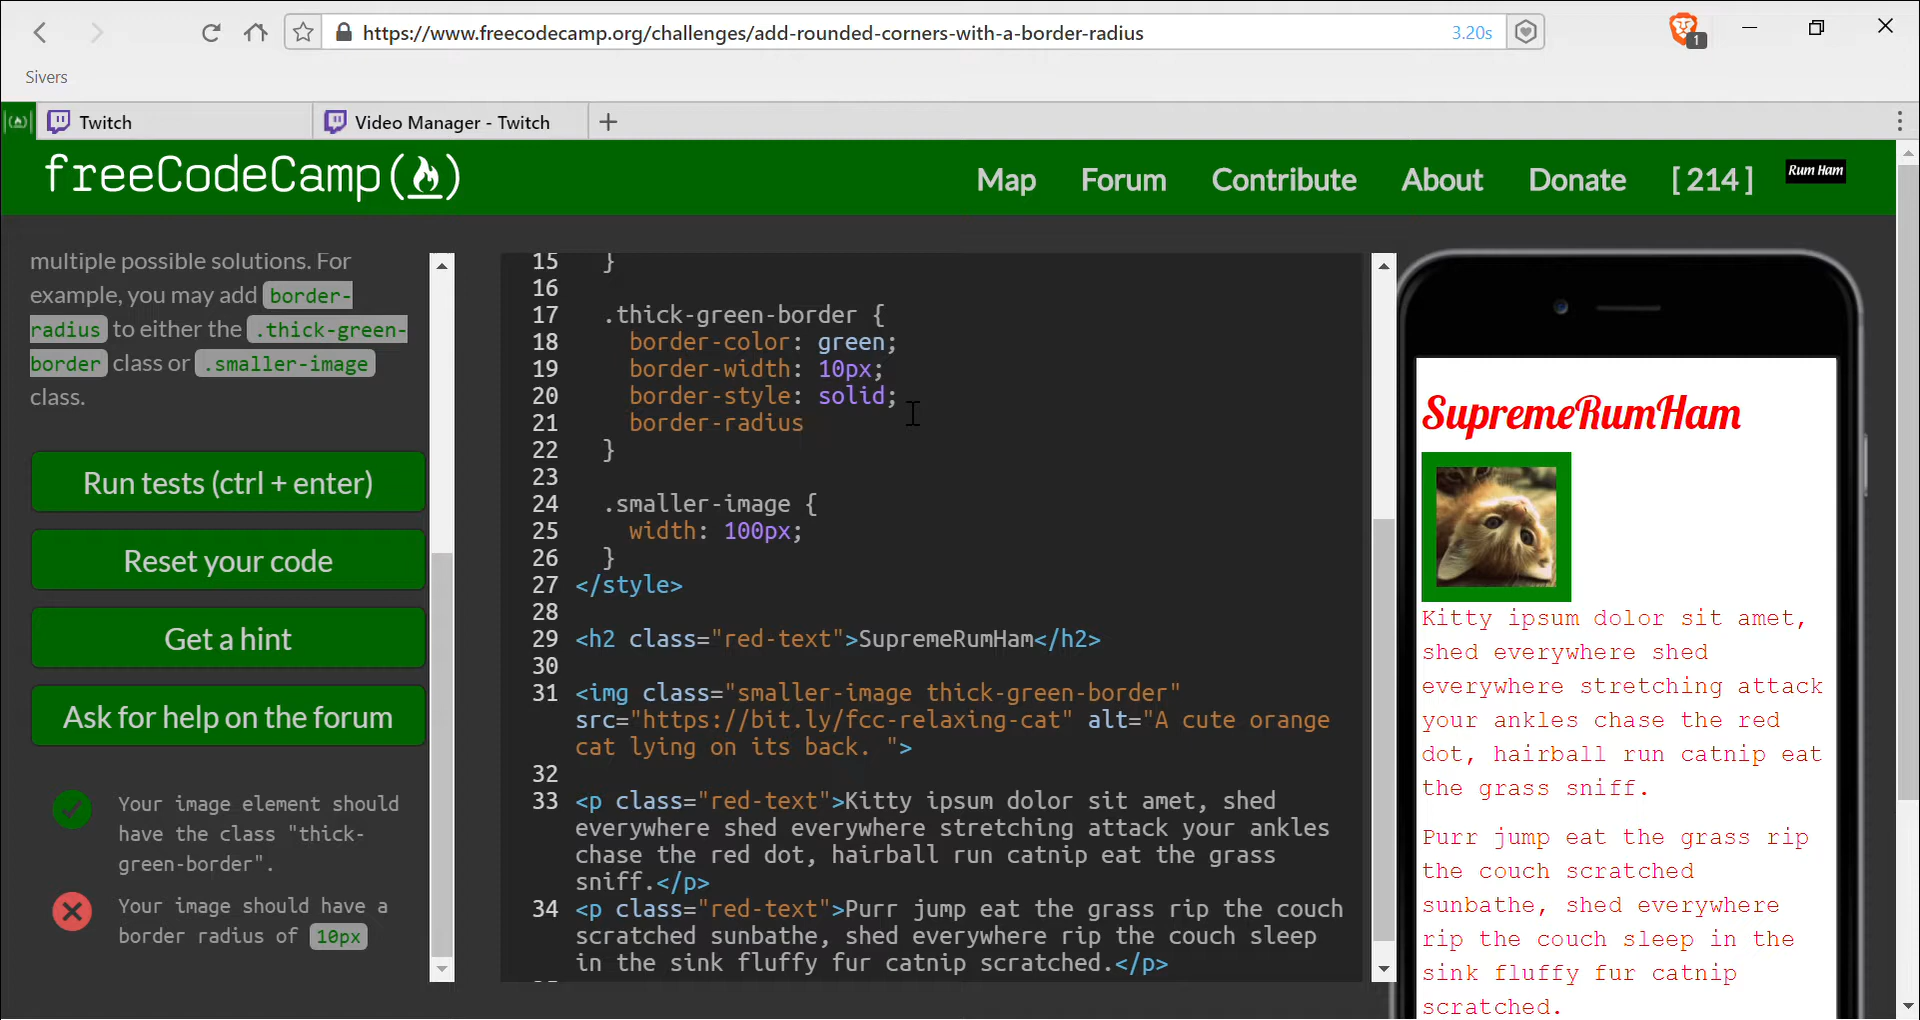 https://www.freecodecamp.org/challenges/add-rounded-corners-with-a-border-radius
3.20s
1
Sivers
Twitch
Video Manager - Twitch
freeCodeCamp
Map
Forum
Contribute
About
Donate
[ 214 ]
Rum Ham
multiple possible solutions. For
example, you may add border-
radius to either the .thick-green-
border class or .smaller-image
class.
Run tests (ctrl + enter)
Reset your code
Get a hint
Ask for help on the forum
Your image element should
have the class "thick-
green-border".
Your image should have a
border radius of 10px
15 }
16
17 .thick-green-border {
18 border-color: green;
19 border-width: 10px;
20 border-style: solid;
21 border-radius
22 }
23
24 .smaller-image {
25 width: 100px;
26 }
27 </style>
28
29 <h2 class="red-text">SupremeRumHam</h2>
30
31 <img class="smaller-image thick-green-border"
src="https://bit.ly/fcc-relaxing-cat" alt="A cute orange
cat lying on its back. ">
32
33 <p class="red-text">Kitty ipsum dolor sit amet, shed
everywhere shed everywhere stretching attack your ankles
chase the red dot, hairball run catnip eat the grass
sniff.</p>
34 <p class="red-text">Purr jump eat the grass rip the couch
scratched sunbathe, shed everywhere rip the couch sleep
in the sink fluffy fur catnip scratched.</p>
SupremeRumHam
Kitty ipsum dolor sit amet,
shed everywhere shed
everywhere stretching attack
your ankles chase the red
dot, hairball run catnip eat
the grass sniff.
Purr jump eat the grass rip
the couch scratched
sunbathe, shed everywhere
rip the couch sleep in the
sink fluffy fur catnip
scratched.